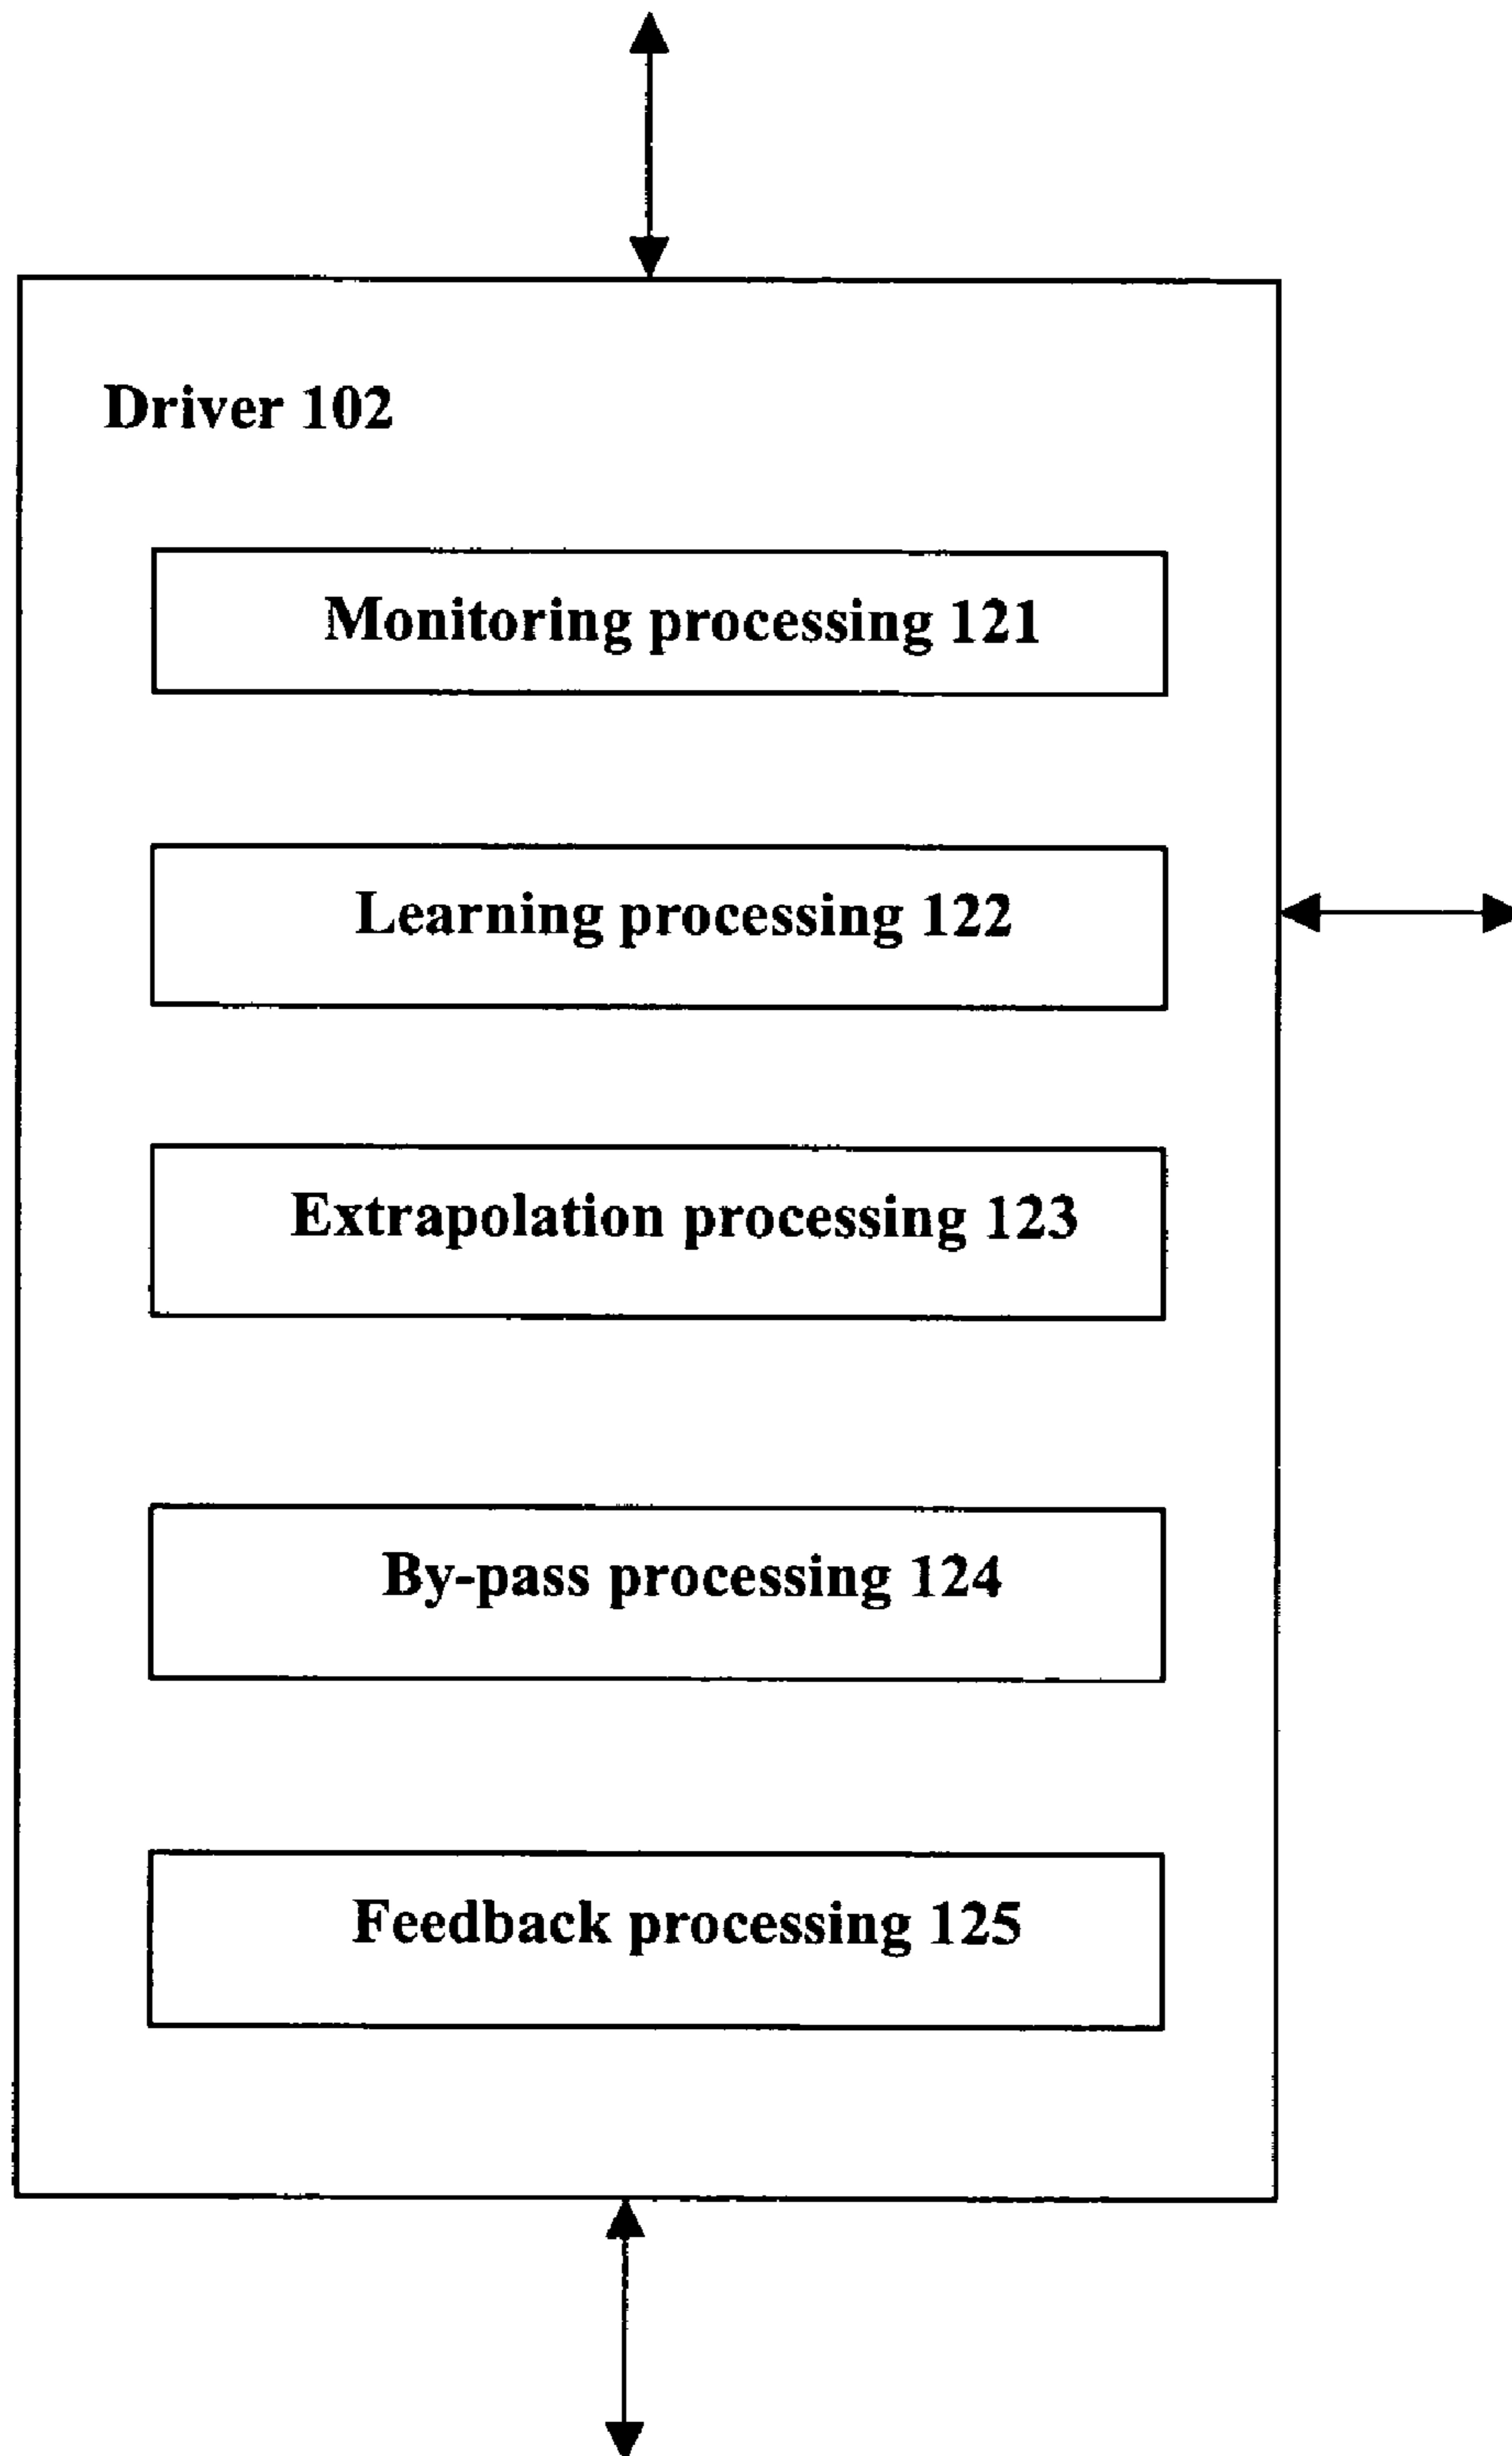 Driver 102
Monitoring processing 121
Learning processing 122
Extrapolation processing 123
By-pass processing 124
Feedback processing 125